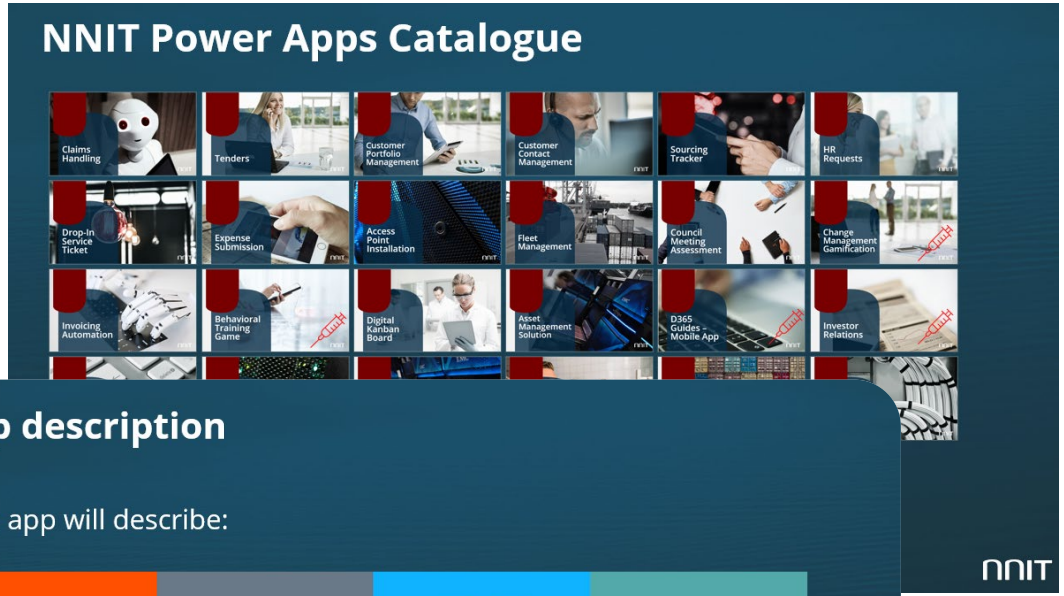 NNIT Power Apps Catalogue
Claims
Handling
Tenders
Customer
Portfolio
Management
Customer
Contact
Management
Sourcing
Tracker
HR
Requests
Drop-In
Service
Ticket
Expense
Submission
Access
Point
Installation
Fleet
Management
Council
Meeting
Assessment
Change
Management
Gamification
Invoicing
Automation
Behavioral
Training
Game
Digital
Kanban
Board
Asset
Management
Solution
D365
Guides –
Mobile App
Investor
Relations
description
app will describe:
nnit